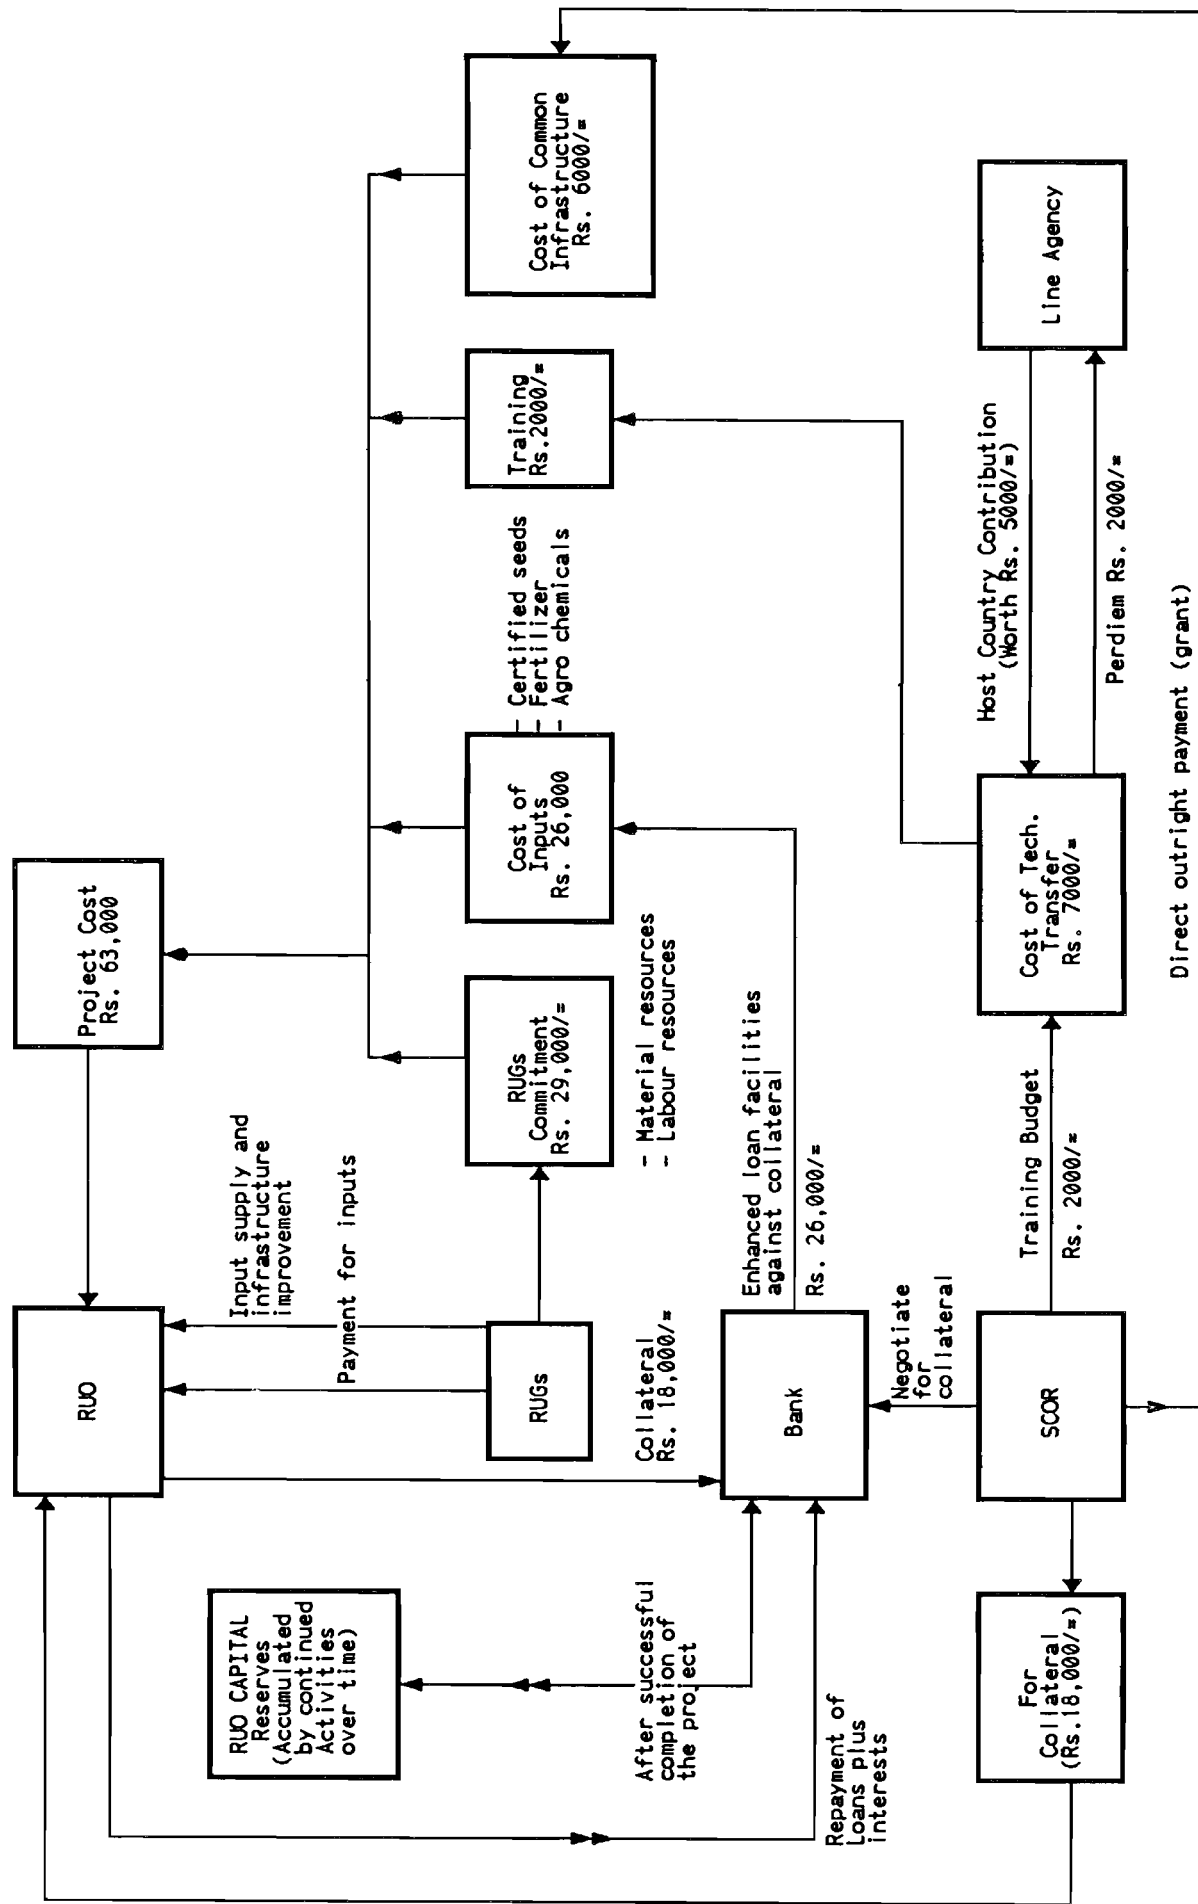 Project Cost
Rs. 63,000
RUO
Input supply and
infrastructure
improvement
Payment for inputs
RUO CAPITAL
Reserves
(Accumulated
by continued
Activities
over time)
RUGs
RUGs
Commitment
Rs. 29,000/=
- Material resources
- Labour resources
Cost of
Inputs
Rs. 26,000
- Certified seeds
- Fertilizer
- Agro chemicals
Training
Rs.2000/=
Cost of Common
Infrastructure
Rs. 6000/=
Collateral
Rs. 18,000/=
After successful
completion of
the project
Bank
Enhanced loan facilities
against collateral
Rs. 26,000/=
Repayment of
Loans plus
interests
Negotiate
for
collateral
For
Collateral
(Rs.18,000/=)
SCOR
Training Budget
Rs. 2000/=
Cost of Tech.
Transfer
Rs. 7000/=
Host Country Contribution
(Worth Rs. 5000/=)
Perdiem Rs. 2000/=
Line Agency
Direct outright payment (grant)